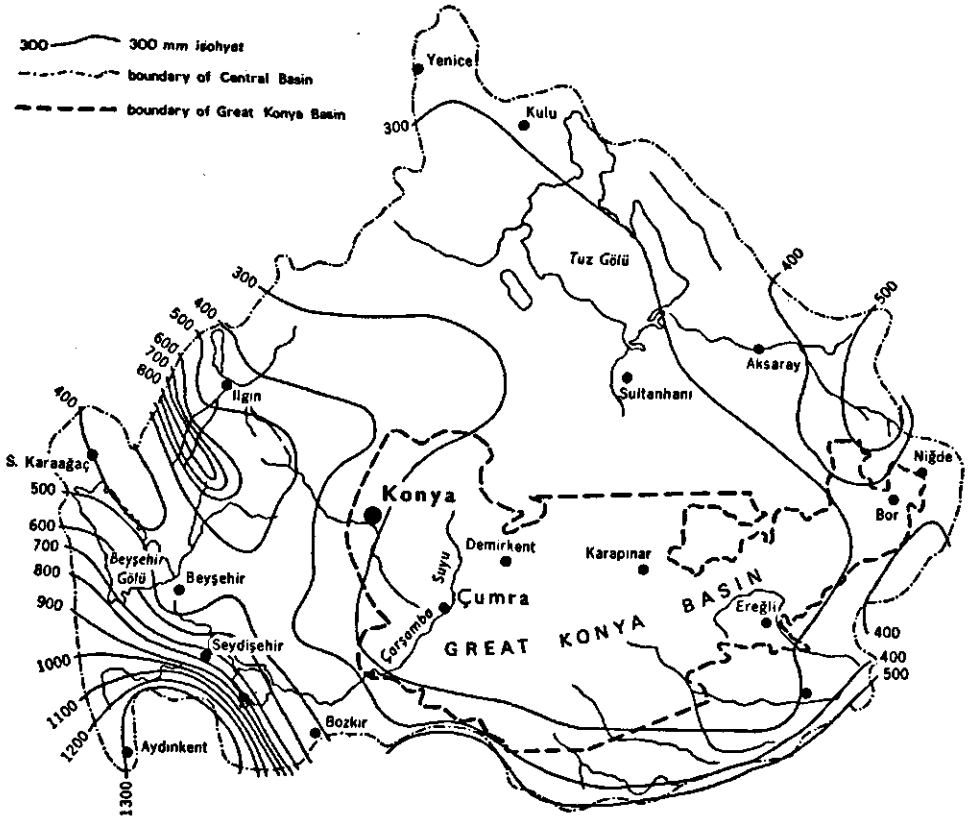 300 300 mm isohyet
boundary of Central Basin
boundary of Great Konya Basin
Yenice
Kulu
300
Tuz Gölü
400
500
300
400
500
600
700
800
Ilgın
Aksaray
Sultanhanı
400
S. Karaağaç
Niğde
Bor
500
600
700
800
900
1000
1100
1200
1300
Konya
Demirkent
Karapınar
Beyşehir
Gölü
Beyşehir
Çumra
Çarşamba Suyu
Ereğli
GREAT KONYA BASIN
Seydişehir
Bozkır
Aydınkent
400
400
500